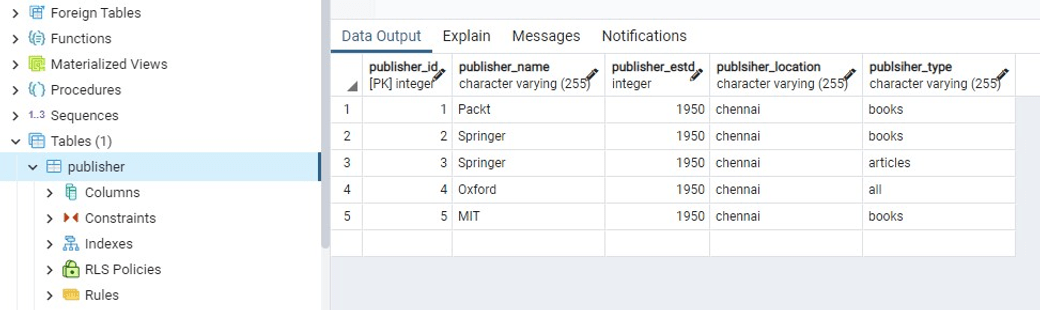 Foreign Tables
Functions
Materialized Views
Procedures
1..3 Sequences
Tables (1)
publisher
Columns
Constraints
Indexes
RLS Policies
Rules
Data Output Explain Messages Notifications
publisher_id publisher_name publisher_estd publsiher_location publsiher_type
[PK] integer character varying (255) integer character varying (255) character varying (255)
1 1 Packt 1950 chennai books
2 2 Springer 1950 chennai books
3 3 Springer 1950 chennai articles
4 4 Oxford 1950 chennai all
5 5 MIT 1950 chennai books